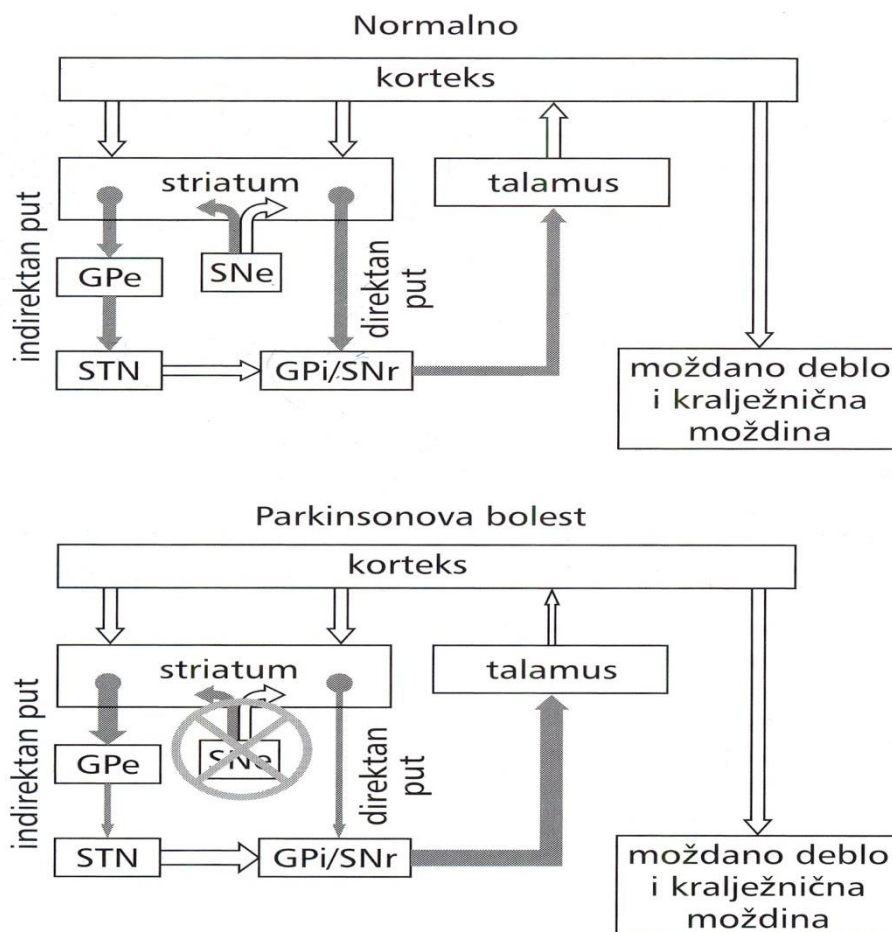 Normalno
korteks
striatum
talamus
indirektan put
GPe
SNe
direktan
put
STN
GPi/SNr
moždano deblo
i kralježnična
moždina
Parkinsonova bolest
korteks
striatum
talamus
indirektan put
GPe
SNe
direktan
put
STN
GPi/SNr
moždano deblo
i kralježnična
moždina